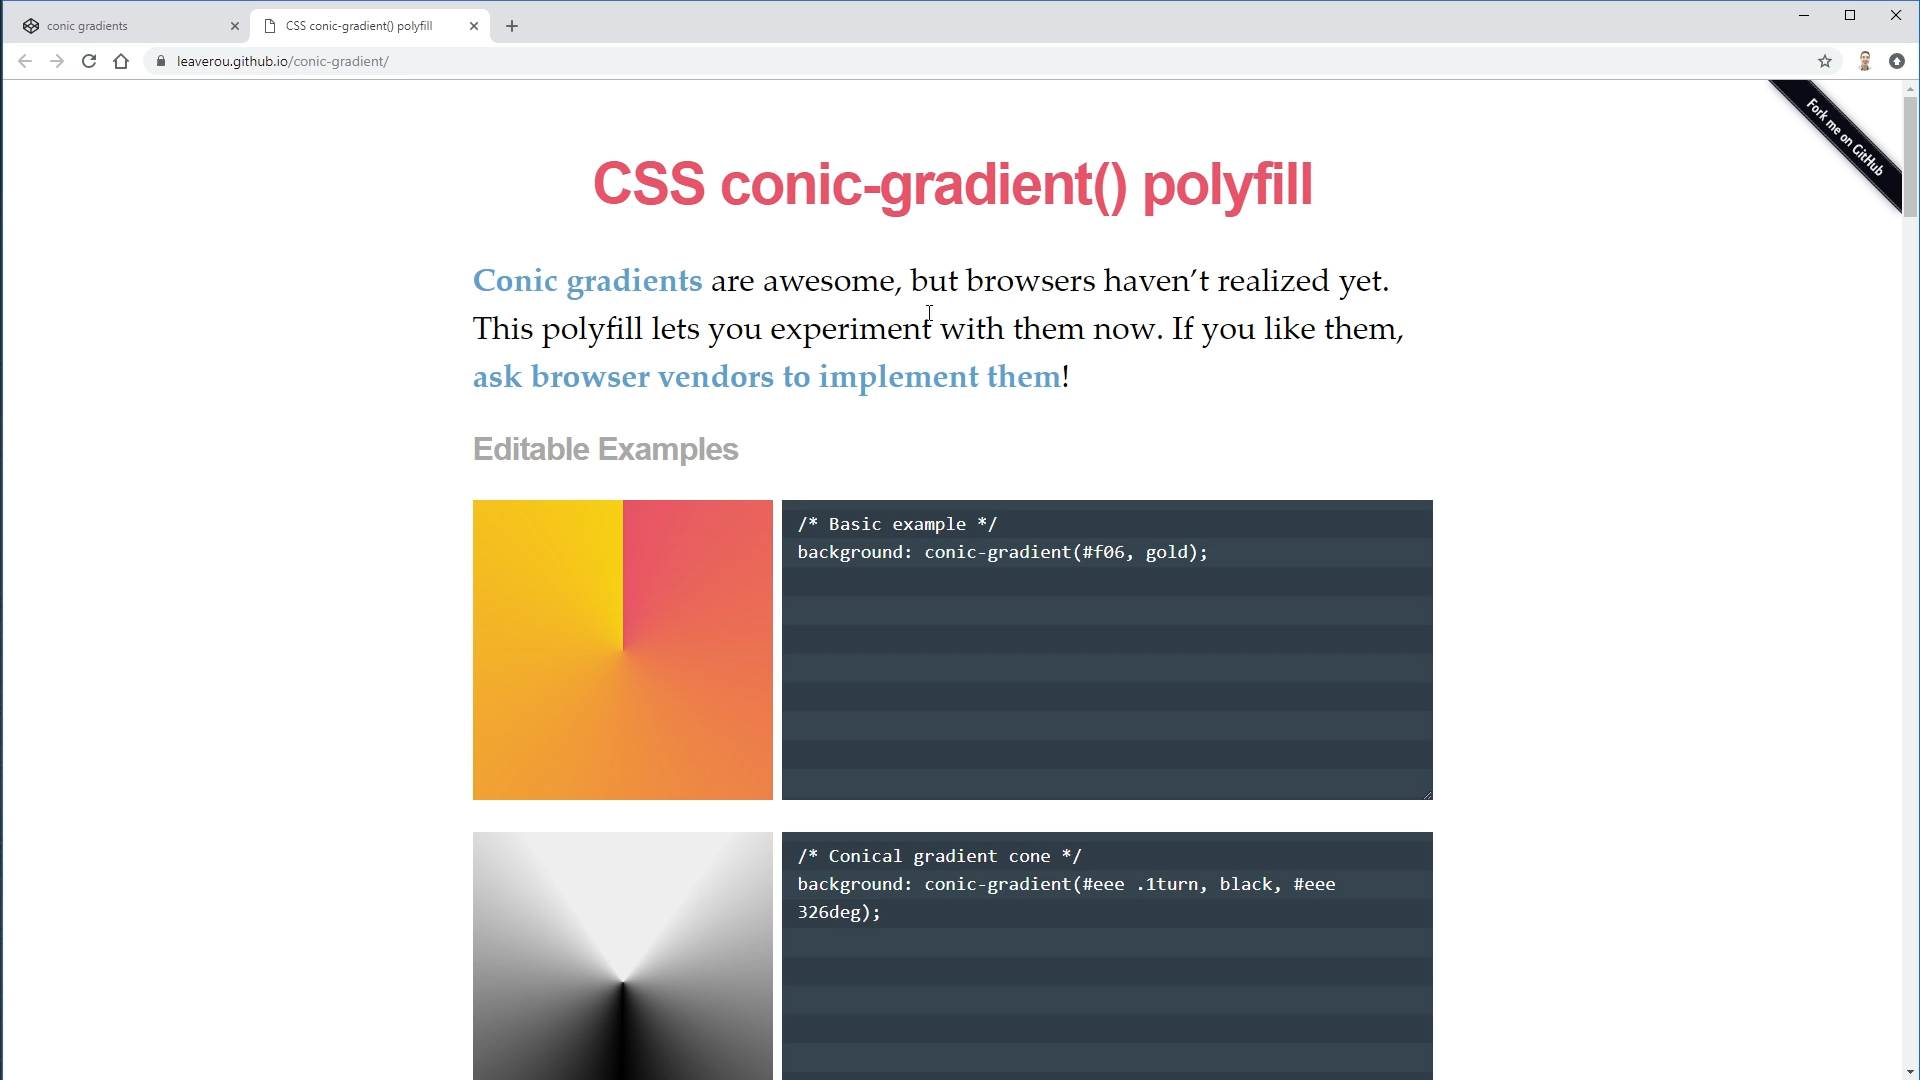 conic gradients
CSS conic-gradient() polyfill
leaverou.github.io/conic-gradient/
Fork me on GitHub
CSS conic-gradient() polyfill
Conic gradients are awesome, but browsers haven’t realized yet.
This polyfill lets you experiment with them now. If you like them,
ask browser vendors to implement them!
Editable Examples
/* Basic example */
background: conic-gradient(#f06, gold);
/* Conical gradient cone */
background: conic-gradient(#eee .1turn, black, #eee
326deg);